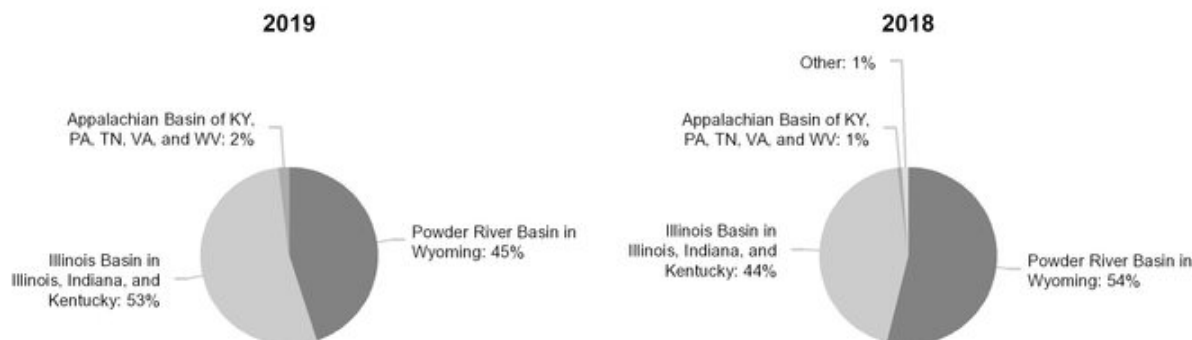 2019
Appalachian Basin of KY,
PA, TN, VA, and WV: 2%
Powder River Basin in
Wyoming: 45%
Illinois Basin in
Illinois, Indiana, and
Kentucky: 53%
2018
Other: 1%
Appalachian Basin of KY,
PA, TN, VA, and WV: 1%
Illinois Basin in
Illinois, Indiana, and
Kentucky: 44%
Powder River Basin in
Wyoming: 54%